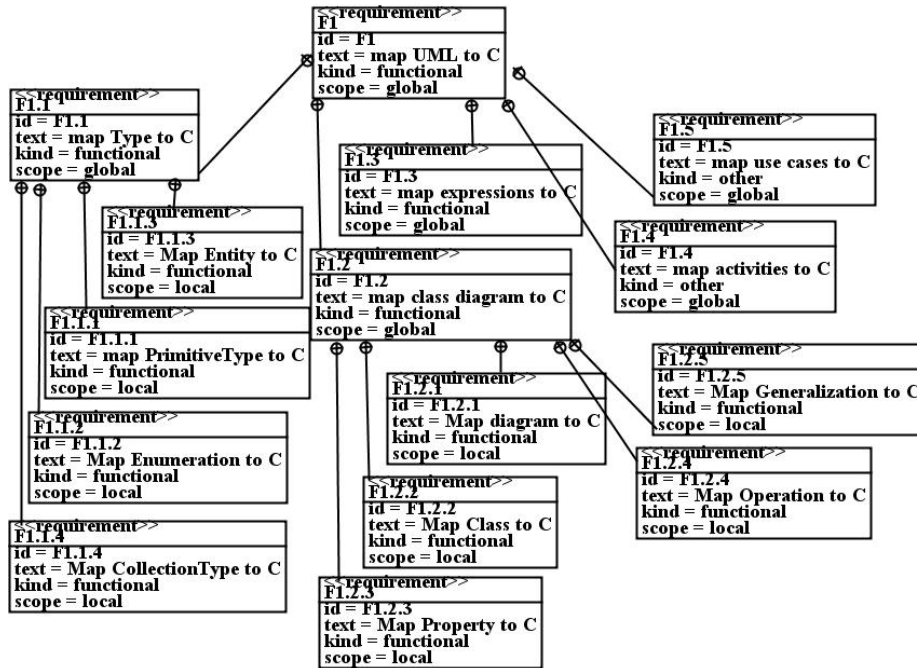 <<requirement>>
F1
id = F1
text = map UML to C
kind = functional
scope = global
<<requirement>>
F1.1
id = F1.1
text = map Type to C
kind = functional
scope = global
<<requirement>>
F1.5
id = F1.5
text = map use cases to C
kind = other
scope = global
<<requirement>>
F1.3
id = F1.3
text = map expressions to C
kind = functional
scope = global
<<requirement>>
F1.1.3
id = F1.1.3
text = Map Entity to C
kind = functional
scope = local
<<requirement>>
F1.4
id = F1.4
text = map activities to C
kind = other
scope = global
<<requirement>>
F1.2
id = F1.2
text = map class diagram to C
kind = functional
scope = global
<<requirement>>
F1.1.1
id = F1.1.1
text = map PrimitiveType to C
kind = functional
scope = local
<<requirement>>
F1.2.5
id = F1.2.5
text = Map Generalization to C
kind = functional
scope = local
<<requirement>>
F1.2.1
id = F1.2.1
text = Map diagram to C
kind = functional
scope = local
<<requirement>>
F1.1.2
id = F1.1.2
text = Map Enumeration to C
kind = functional
scope = local
<<requirement>>
F1.2.4
id = F1.2.4
text = Map Operation to C
kind = functional
scope = local
<<requirement>>
F1.2.2
id = F1.2.2
text = Map Class to C
kind = functional
scope = local
<<requirement>>
F1.1.4
id = F1.1.4
text = Map CollectionType to C
kind = functional
scope = local
<<requirement>>
F1.2.3
id = F1.2.3
text = Map Property to C
kind = functional
scope = local